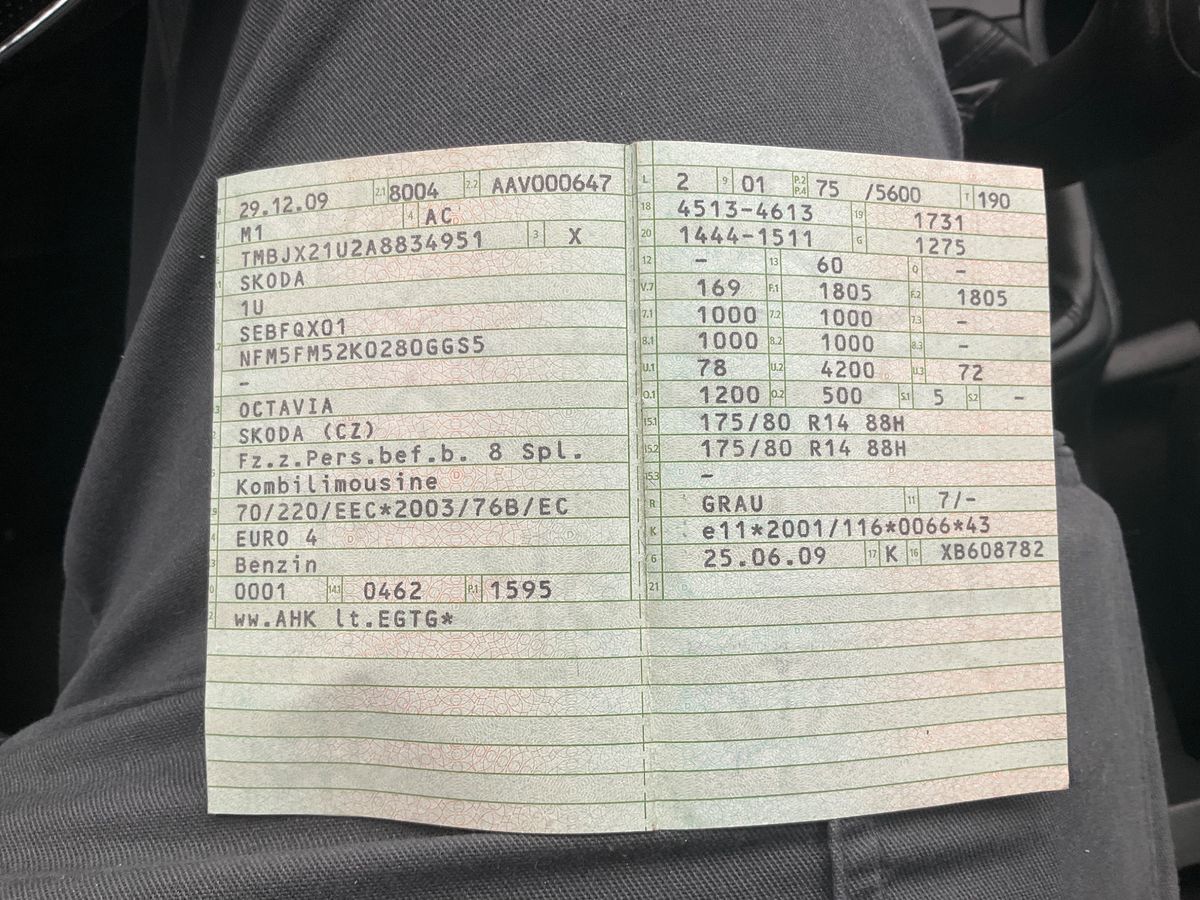 29.12.09 2.1 8004 2.2 AAV000647
M1 4 AC
TMBJX21U2A8834951 3 X
SKODA
1U
SEBFQX01
NFM5FM52K0280GGS5
–
OCTAVIA
SKODA (CZ)
Fz.z.Pers.bef.b. 8 Spl.
Kombilimousine
70/220/EEC*2003/76B/EC
EURO 4
Benzin
0001 14.1 0462 P.1 1595
ww.AHK lt.EGTG*
L 2 9 01 P.2 P.4 75 /5600 T 190
18 4513-4613 19 1731
20 1444-1511 G 1275
12 – 13 60 Q –
V.7 169 F.1 1805 F.2 1805
7.1 1000 7.2 1000 7.3 –
8.1 1000 8.2 1000 8.3 –
U.1 78 U.2 4200 U.3 72
O.1 1200 O.2 500 S.1 5 S.2 –
15.1 175/80 R14 88H
15.2 175/80 R14 88H
15.3 –
R GRAU 11 7/–
K e11*2001/116*0066*43
6 25.06.09 17 K 16 XB608782
21